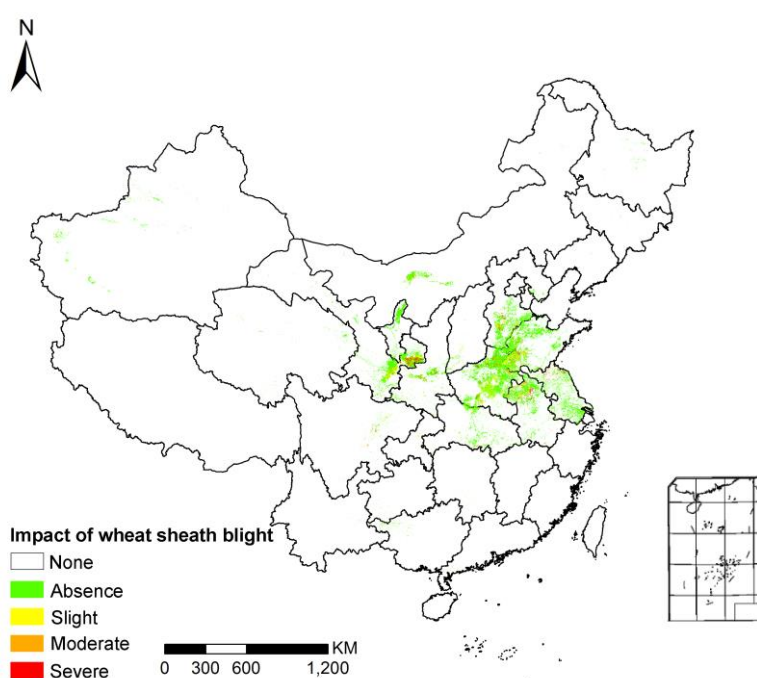 N
Impact of wheat sheath blight
None
Absence
Slight
Moderate
Severe
KM
0 300 600 1,200